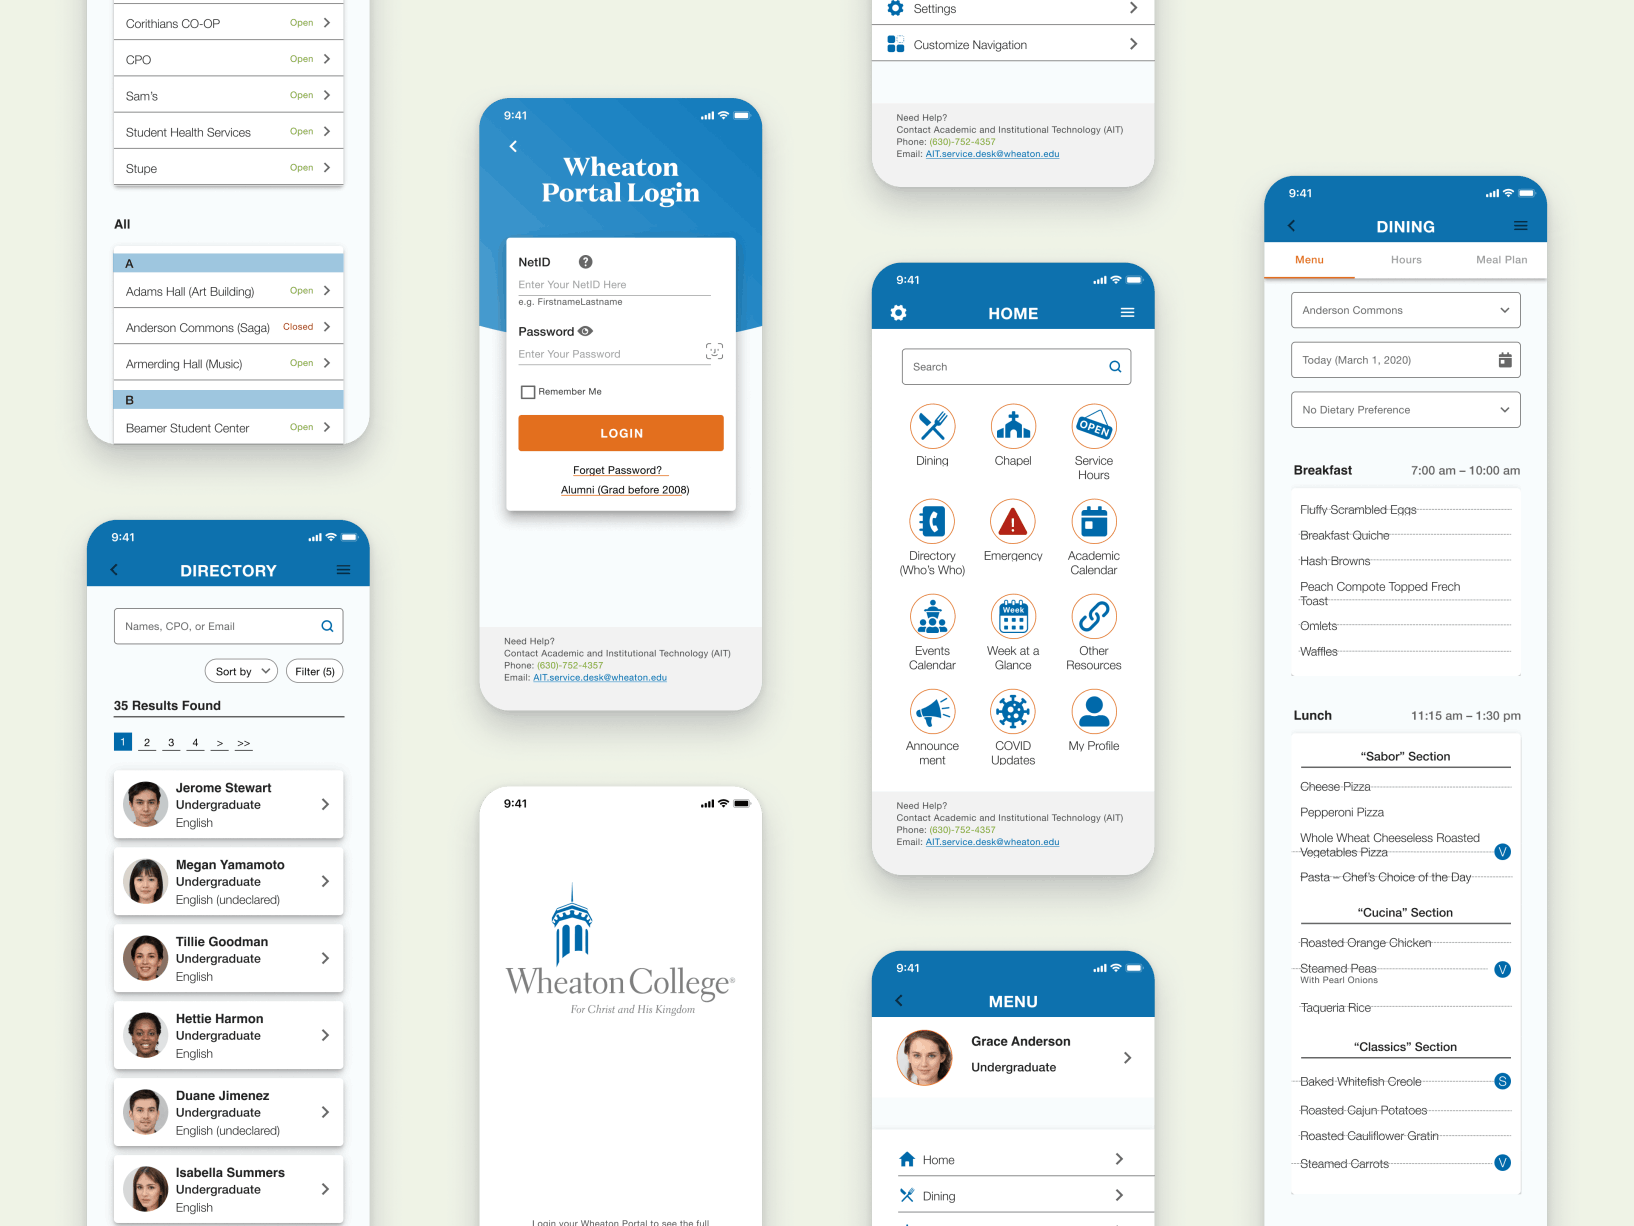 Corithians CO-OP Open
CPO Open
Sam's Open
Student Health Services Open
Stupe Open
All
A
Adams Hall (Art Building) Open
Anderson Commons (Saga) Closed
Armerding Hall (Music) Open
B
Beamer Student Center Open
9:41
DIRECTORY
Names, CPO, or Email
Sort by Filter (5)
35 Results Found
1 2 3 4 > >>
Jerome Stewart
Undergraduate
English
Megan Yamamoto
Undergraduate
English (undeclared)
Tillie Goodman
Undergraduate
English
Hettie Harmon
Undergraduate
English
Duane Jimenez
Undergraduate
English (undeclared)
Isabella Summers
Undergraduate
English
9:41
Wheaton
Portal Login
NetID ?
Enter Your NetID Here
e.g. FirstnameLastname
Password
Enter Your Password
Remember Me
LOGIN
Forget Password?
Alumni (Grad before 2008)
Need Help?
Contact Academic and Institutional Technology (AIT)
Phone: (630)-752-4357
Email: AIT.service.desk@wheaton.edu
9:41
Wheaton College®
For Christ and His Kingdom
Login your Wheaton Portal to see the full
Settings
Customize Navigation
Need Help?
Contact Academic and Institutional Technology (AIT)
Phone: (630)-752-4357
Email: AIT.service.desk@wheaton.edu
9:41
HOME
Search
OPEN
Dining Chapel Service
Hours
Directory Emergency Academic
(Who's Who) Calendar
Week
Events Week at a Other
Calendar Glance Resources
Announce COVID My Profile
ment Updates
Need Help?
Contact Academic and Institutional Technology (AIT)
Phone: (630)-752-4357
Email: AIT.service.desk@wheaton.edu
9:41
MENU
Grace Anderson
Undergraduate
Home
Dining
9:41
DINING
Menu Hours Meal Plan
Anderson Commons
Today (March 1, 2020)
No Dietary Preference
Breakfast 7:00 am – 10:00 am
Fluffy Scrambled Eggs
Breakfast Quiche
Hash Browns
Peach Compote Topped Frech
Toast
Omlets
Waffles
Lunch 11:15 am – 1:30 pm
“Sabor” Section
Cheese Pizza
Pepperoni Pizza
Whole Wheat Cheeseless Roasted
Vegetables Pizza V
Pasta – Chef's Choice of the Day
“Cucina” Section
Roasted Orange Chicken
Steamed Peas V
With Pearl Onions
Taqueria Rice
“Classics” Section
Baked Whitefish Creole S
Roasted Cajun Potatoes
Roasted Cauliflower Gratin
Steamed Carrots V